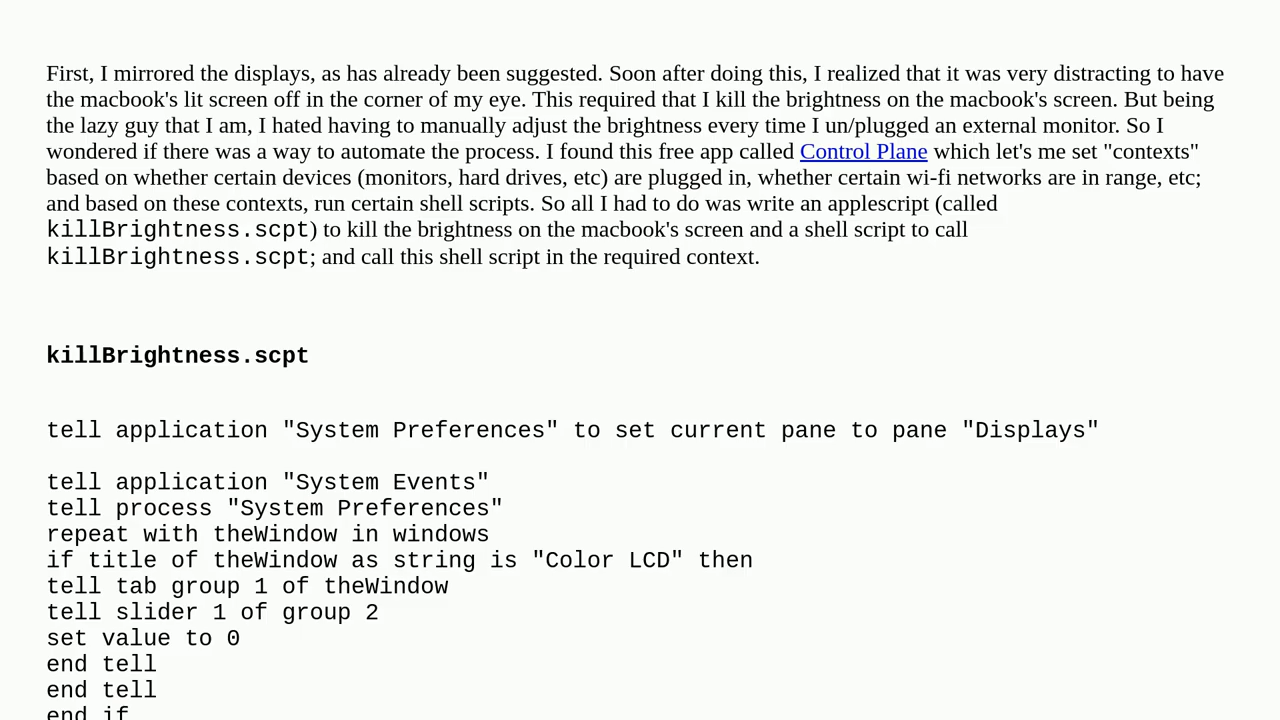 First, I mirrored the displays, as has already been suggested. Soon after doing this, I realized that it was very distracting to have
the macbook's lit screen off in the corner of my eye. This required that I kill the brightness on the macbook's screen. But being
the lazy guy that I am, I hated having to manually adjust the brightness every time I un/plugged an external monitor. So I
wondered if there was a way to automate the process. I found this free app called Control Plane which let's me set "contexts"
based on whether certain devices (monitors, hard drives, etc) are plugged in, whether certain wi-fi networks are in range, etc;
and based on these contexts, run certain shell scripts. So all I had to do was write an applescript (called
killBrightness.scpt) to kill the brightness on the macbook's screen and a shell script to call
killBrightness.scpt; and call this shell script in the required context.
killBrightness.scpt
tell application "System Preferences" to set current pane to pane "Displays"
tell application "System Events"
tell process "System Preferences"
repeat with theWindow in windows
if title of theWindow as string is "Color LCD" then
tell tab group 1 of theWindow
tell slider 1 of group 2
set value to 0
end tell
end tell
end if